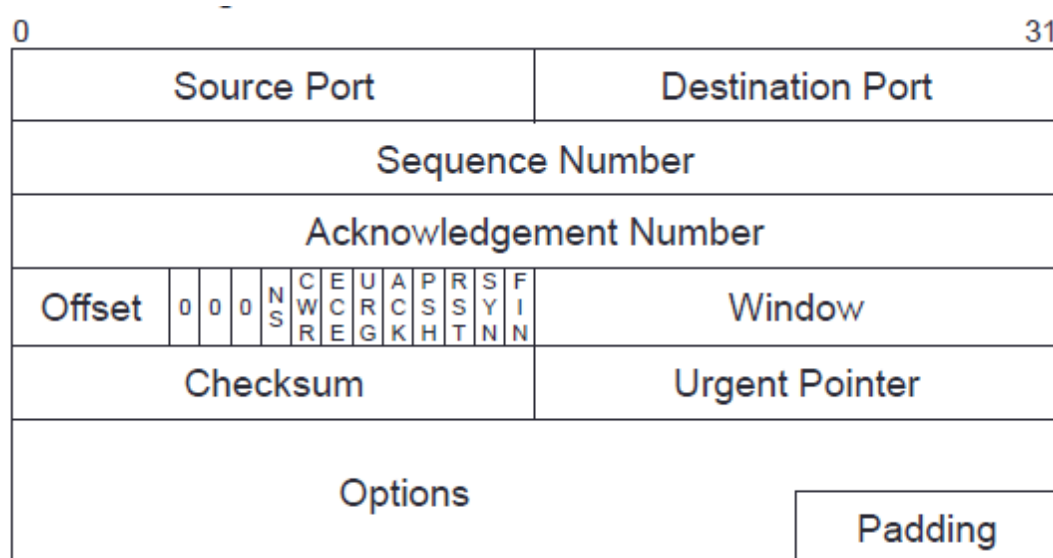 0 31
Source Port Destination Port
Sequence Number
Acknowledgement Number
Offset 0 0 0 NS CWR ECE URG ACK PSH RST SYN FIN Window
Checksum Urgent Pointer
Options
Padding